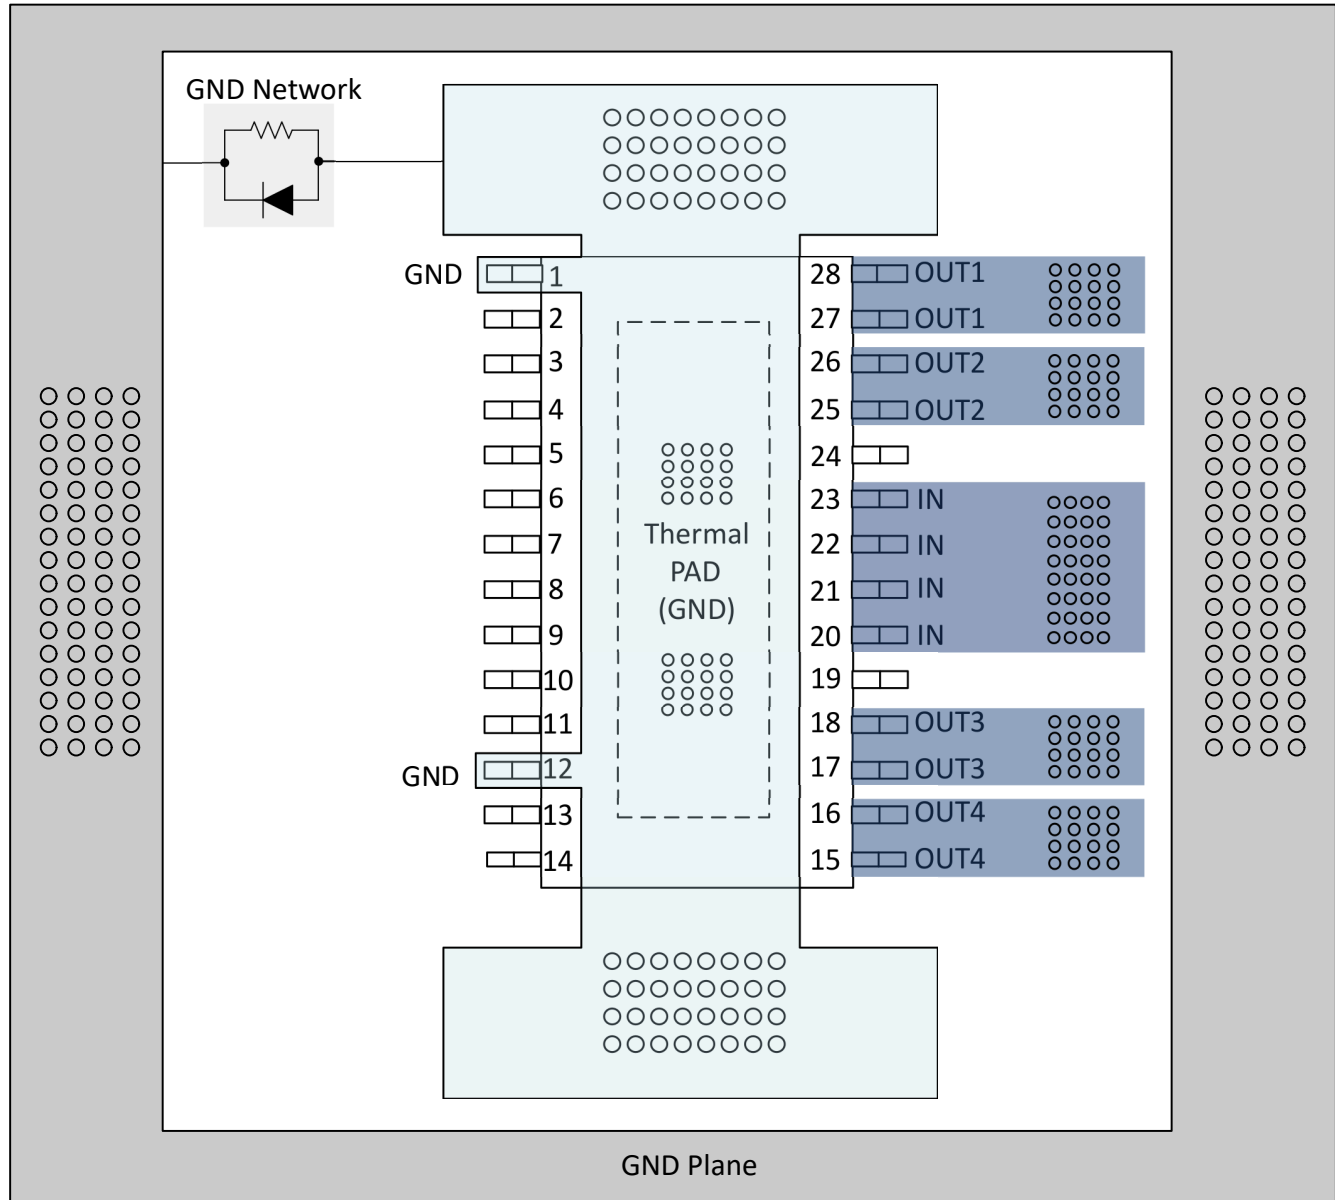 GND Network
GND 1 28 OUT1
2 27 OUT1
3 26 OUT2
4 25 OUT2
5 24
6 23 IN
Thermal
7 22 IN
PAD
8 21 IN
(GND)
9 20 IN
10 19
11 18 OUT3
GND 12 17 OUT3
13 16 OUT4
14 15 OUT4
GND Plane